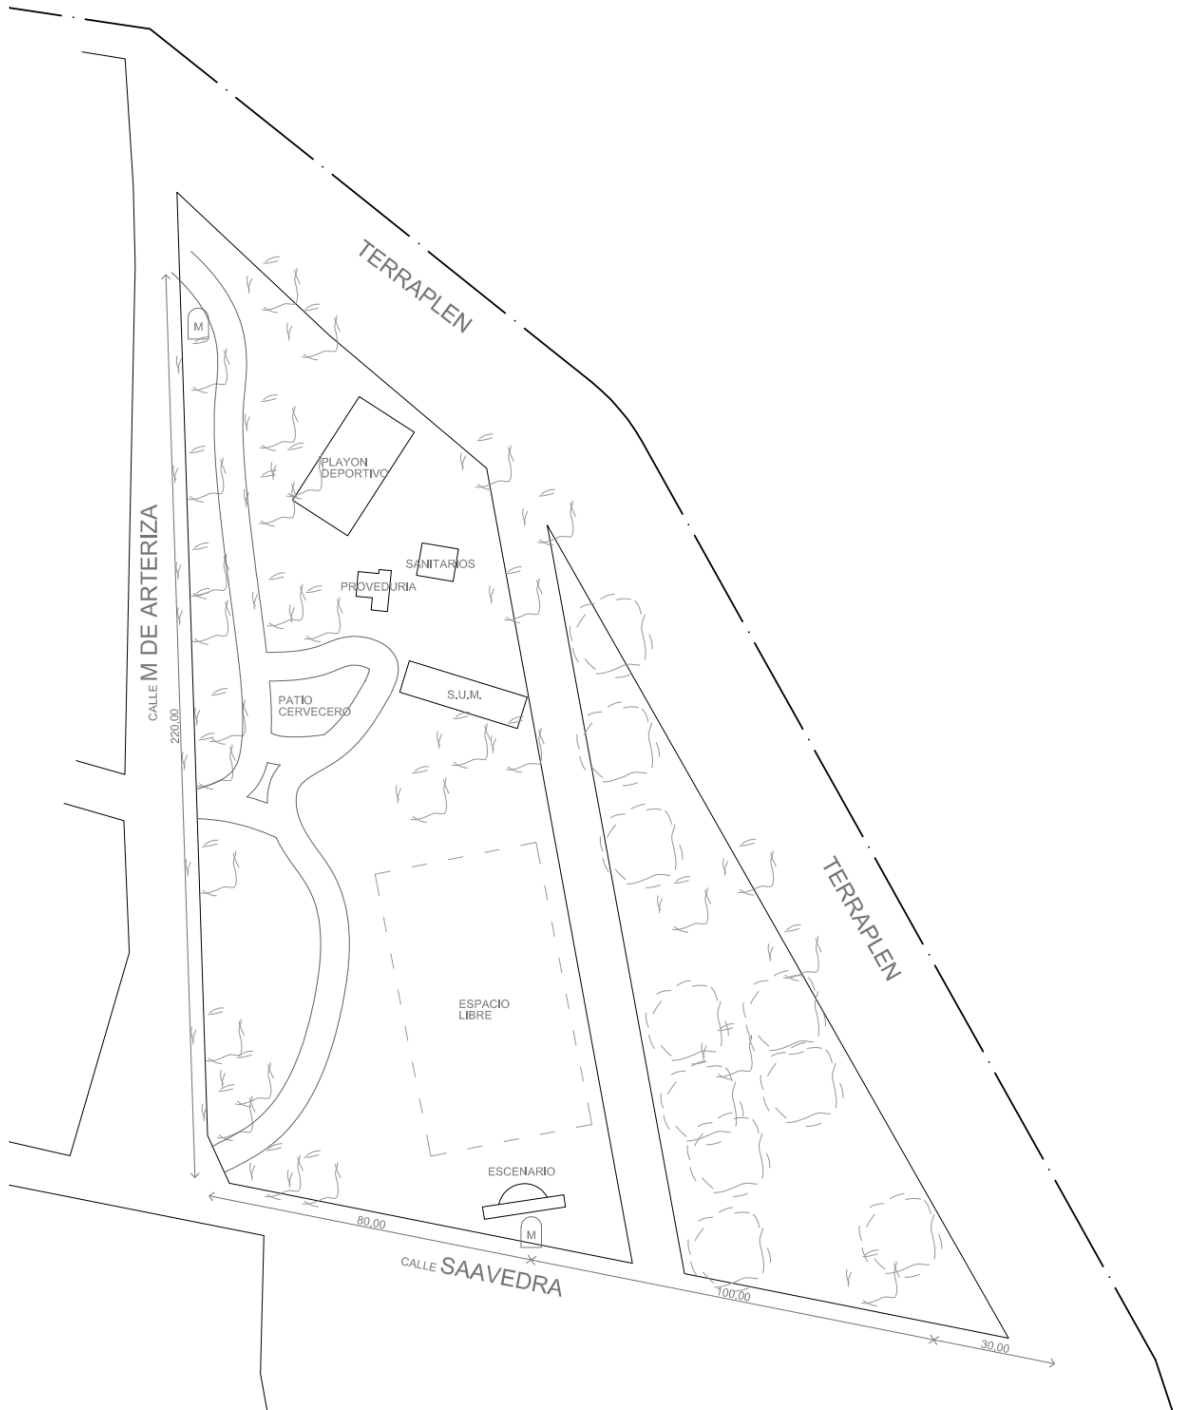 TERRAPLEN
M
PLAYON
DEPORTIVO
SANITARIOS
PROVEDURIA
CALLE M DE ARTERIZA
220,00
S.U.M.
PATIO
CERVECERO
TERRAPLEN
ESPACIO
LIBRE
ESCENARIO
M
80,00
CALLE SAAVEDRA
100,00
30,00